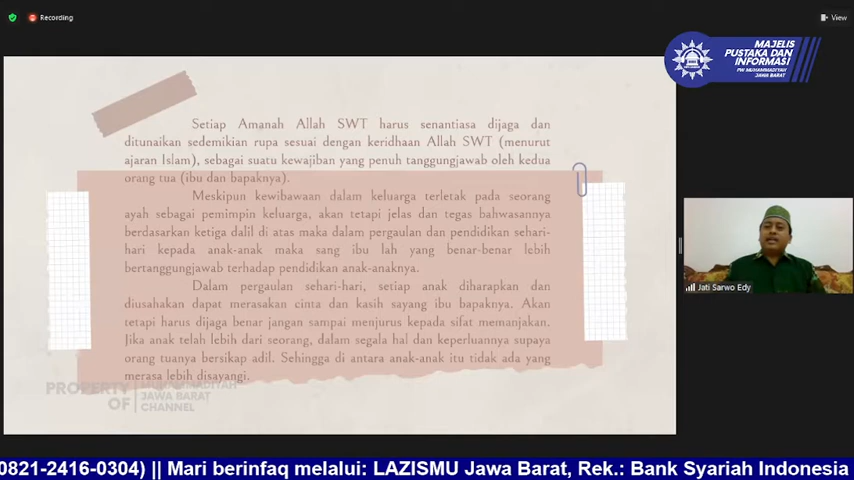 Recording
View
MAJELIS
PUSTAKA DAN
INFORMASI
PW MUHAMMADIYAH
JAWA BARAT
Setiap Amanah Allah SWT harus senantiasa dijaga dan
ditunaikan sedemikian rupa sesuai dengan keridhaan Allah SWT (menurut
ajaran Islam), sebagai suatu kewajiban yang penuh tanggungjawab oleh kedua
orang tua (ibu dan bapaknya).
Meskipun kewibawaan dalam keluarga terletak pada seorang
ayah sebagai pemimpin keluarga, akan tetapi jelas dan tegas bahwasannya
berdasarkan ketiga dalil di atas maka dalam pergaulan dan pendidikan sehari-
hari kepada anak-anak maka sang ibu lah yang benar-benar lebih
bertanggungjawab terhadap pendidikan anak-anaknya.
Dalam pergaulan sehari-hari, setiap anak diharapkan dan
diusahakan dapat merasakan cinta dan kasih sayang ibu bapaknya. Akan
tetapi harus dijaga benar jangan sampai menjurus kepada sifat memanjakan.
Jika anak telah lebih dari seorang, dalam segala hal dan keperluannya supaya
orang tuanya bersikap adil. Sehingga di antara anak-anak itu tidak ada yang
merasa lebih disayangi.
Jati Sarwo Edy
PROPERTY OF
MUHAMMADIYAH
JAWA BARAT
CHANNEL
0821-2416-0304) || Mari berinfaq melalui: LAZISMU Jawa Barat, Rek.: Bank Syariah Indonesia